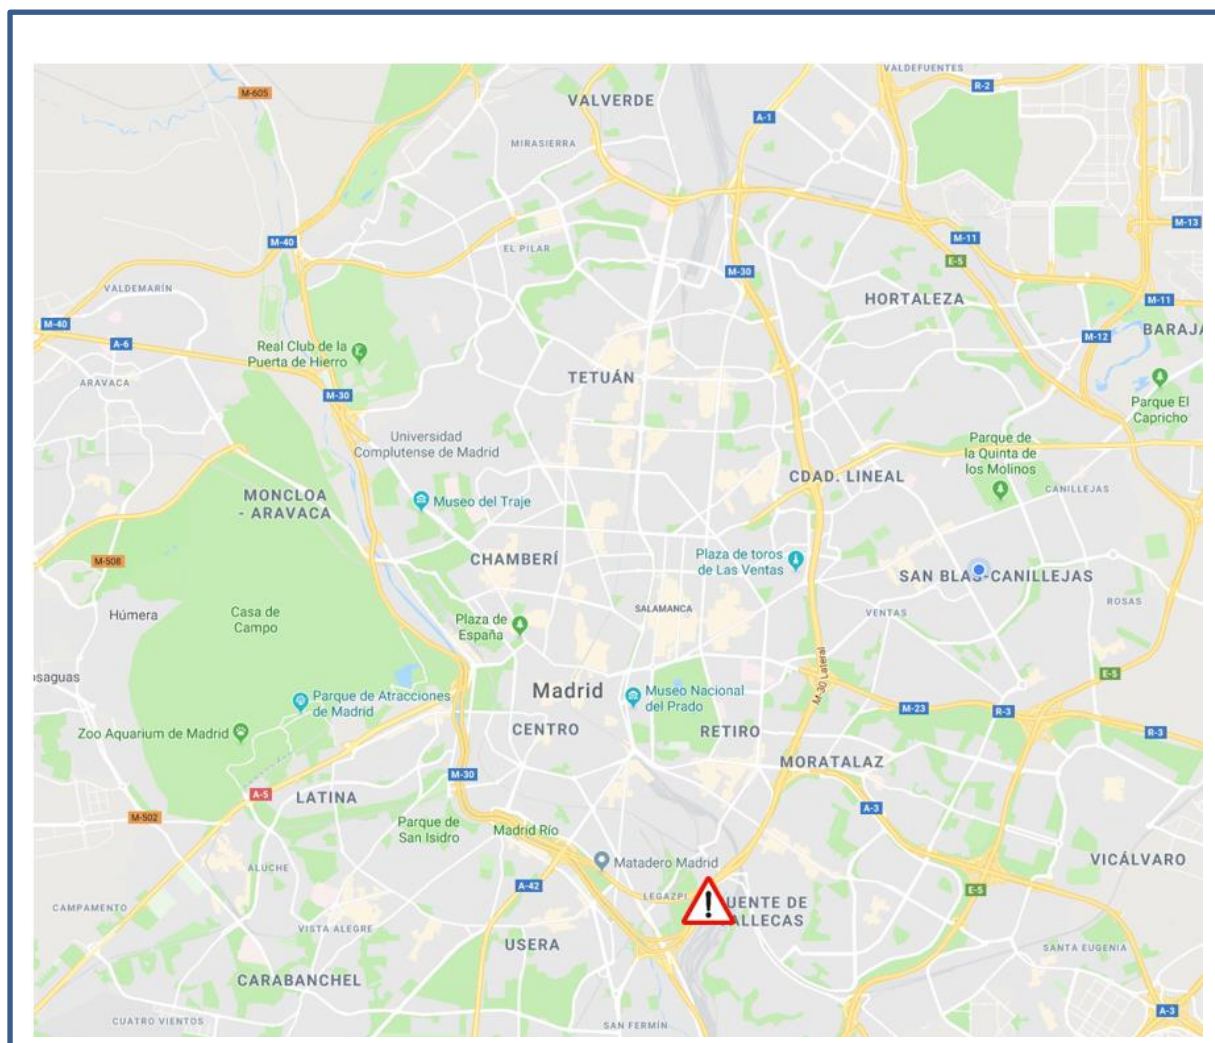 VALDEFUENTES
R-2
M-605
VALVERDE
A-1
MIRASIERRA
M-13
M-11
M-40
EL PILAR
E-5
M-30
VALDEMARÍN
HORTALEZA
M-11
M-40
BARAJA
A-6
Real Club de la
Puerta de Hierro
M-12
TETUÁN
ARAVACA
M-30
Parque El
Capricho
Universidad
Complutense de Madrid
Parque de
la Quinta de
los Molinos
CDAD. LINEAL
CANILLEJAS
MONCLOA
- ARAVACA
Museo del Traje
Plaza de toros
de Las Ventas
CHAMBERÍ
M-508
SAN BLAS-CANILLEJAS
SALAMANCA
ROSAS
Húmera
Casa de
Campo
Plaza de
España
VENTAS
M-30 Lateral
osaguas
E-5
Madrid
Museo Nacional
del Prado
Parque de Atracciones
de Madrid
M-23
R-3
CENTRO
RETIRO
Zoo Aquarium de Madrid
R-3
MORATALAZ
M-30
LATINA
A-5
A-3
M-502
Parque de
San Isidro
Madrid Río
Matadero Madrid
VICÁLVARO
ALUCHE
A-42
LEGAZPI
E-5
CAMPAMENTO
UENTE DE
ALLECAS
VISTA ALEGRE
USERA
SANTA EUGENIA
CARABANCHEL
A-3
CUATRO VIENTOS
SAN FERMÍN